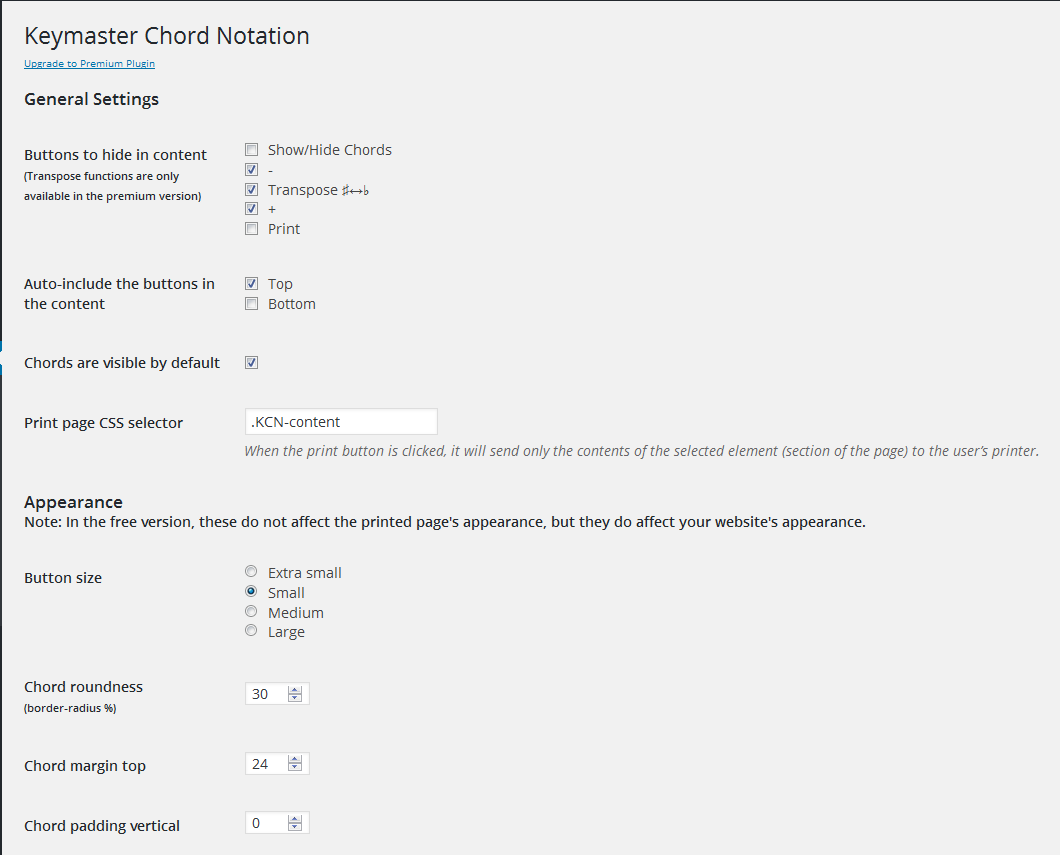 Keymaster Chord Notation
Upgrade to Premium Plugin
General Settings
Buttons to hide in content
(Transpose functions are only
available in the premium version)
Show/Hide Chords
-
Transpose ♯↔♭
+
Print
Auto-include the buttons in
the content
Top
Bottom
Chords are visible by default
Print page CSS selector
.KCN-content
When the print button is clicked, it will send only the contents of the selected element (section of the page) to the user's printer.
Appearance
Note: In the free version, these do not affect the printed page's appearance, but they do affect your website's appearance.
Button size
Extra small
Small
Medium
Large
Chord roundness
(border-radius %)
30
Chord margin top
24
Chord padding vertical
0